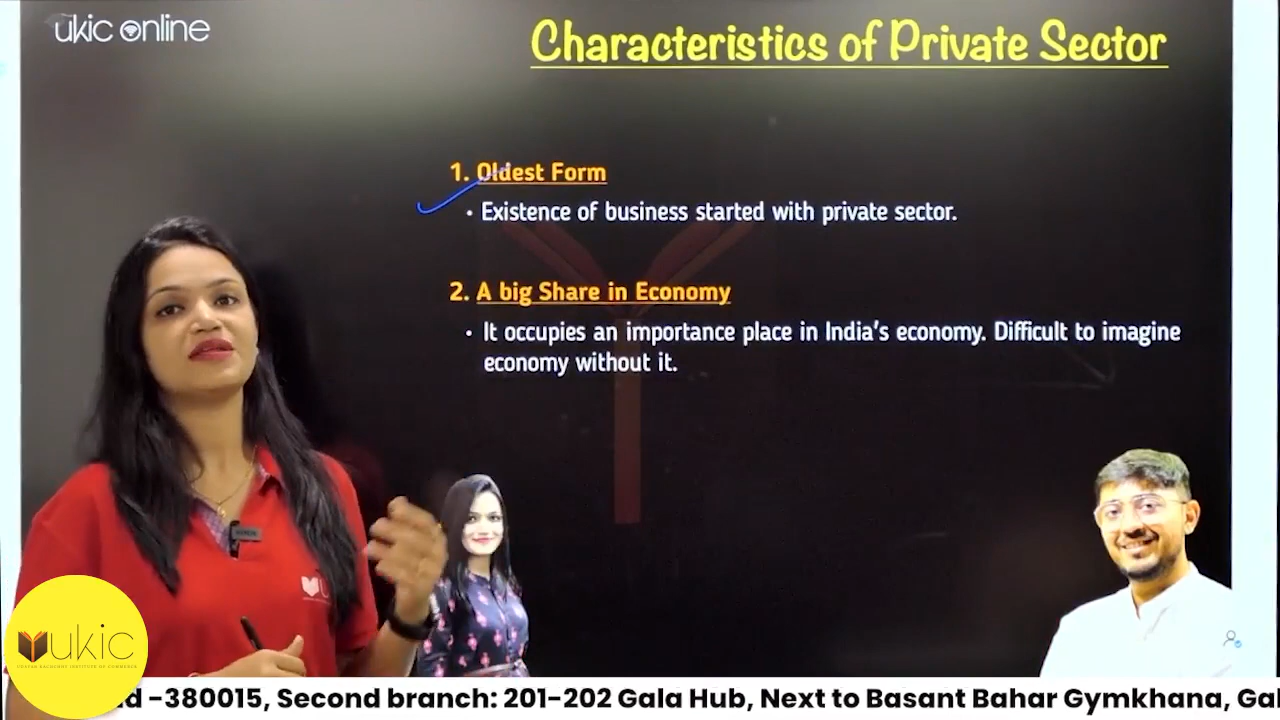 ukic online
Characteristics of Private Sector
1. Oldest Form
• Existence of business started with private sector.
2. A big Share in Economy
• It occupies an importance place in India's economy. Difficult to imagine
economy without it.
ukic
-380015, Second branch: 201-202 Gala Hub, Next to Basant Bahar Gymkhana,